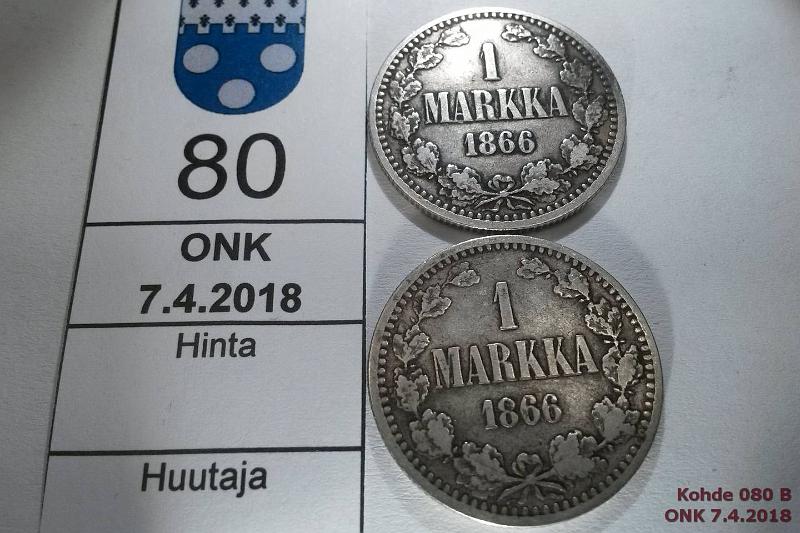 80
ONK
7.4.2018
Hinta
Huutaja
1
MARKKA
1866
1
MARKKA
1866
Kohde 080 B
ONK 7.4.2018